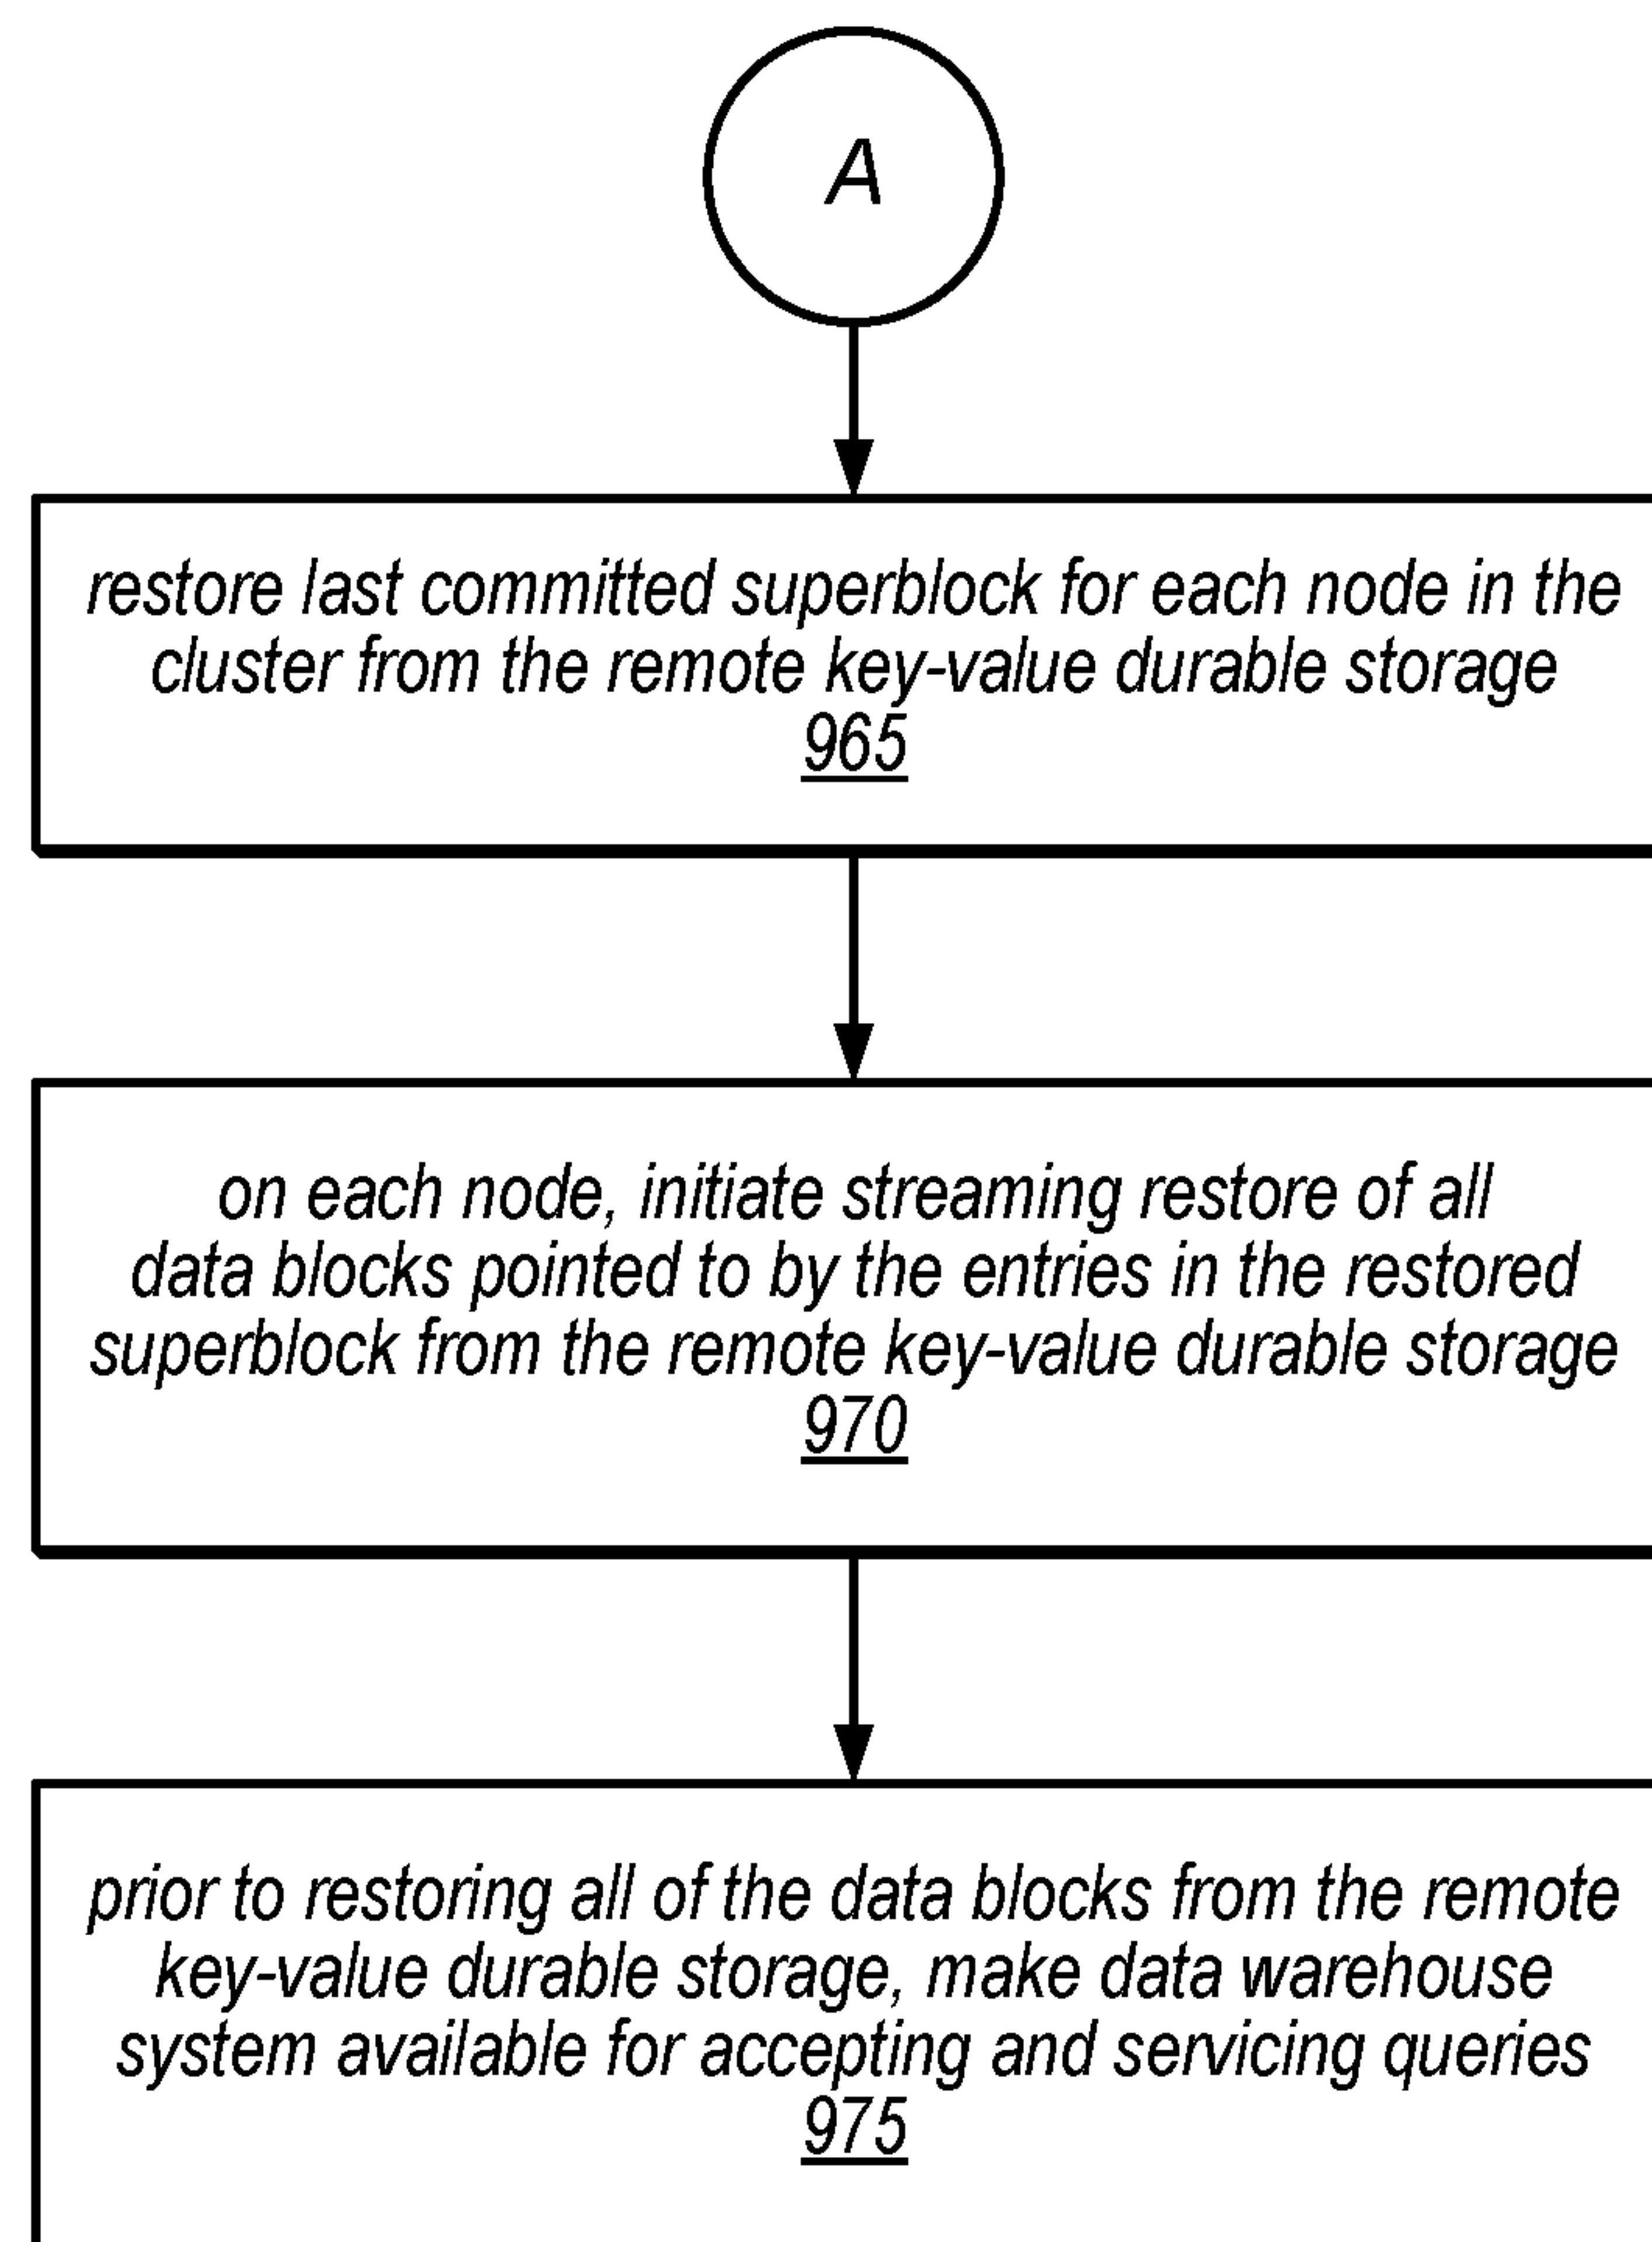 A
restore last committed superblock for each node in the
cluster from the remote key-value durable storage
965
on each node, initiate streaming restore of all
data blocks pointed to by the entries in the restored
superblock from the remote key-value durable storage
970
prior to restoring all of the data blocks from the remote
key-value durable storage, make data warehouse
system available for accepting and servicing queries
975